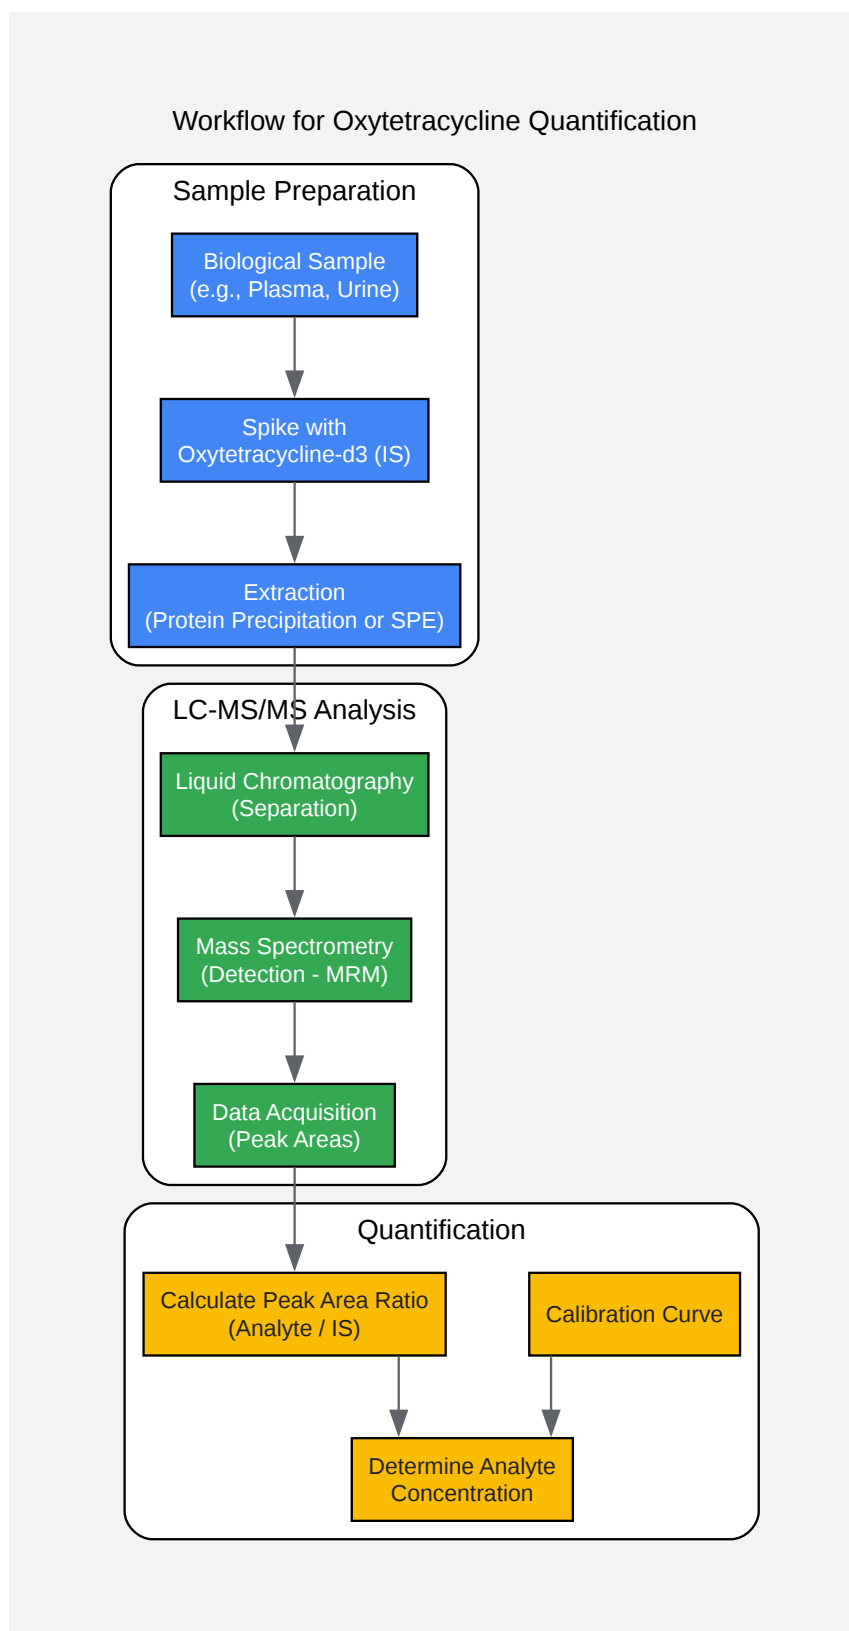 Workflow for Oxytetracycline Quantification
Sample Preparation
Biological Sample
(e.g., Plasma, Urine)
Spike with
Oxytetracycline-d3 (IS)
Extraction
(Protein Precipitation or SPE)
LC-MS/MS Analysis
Liquid Chromatography
(Separation)
Mass Spectrometry
(Detection - MRM)
Data Acquisition
(Peak Areas)
Quantification
Calculate Peak Area Ratio
(Analyte / IS)
Calibration Curve
Determine Analyte
Concentration